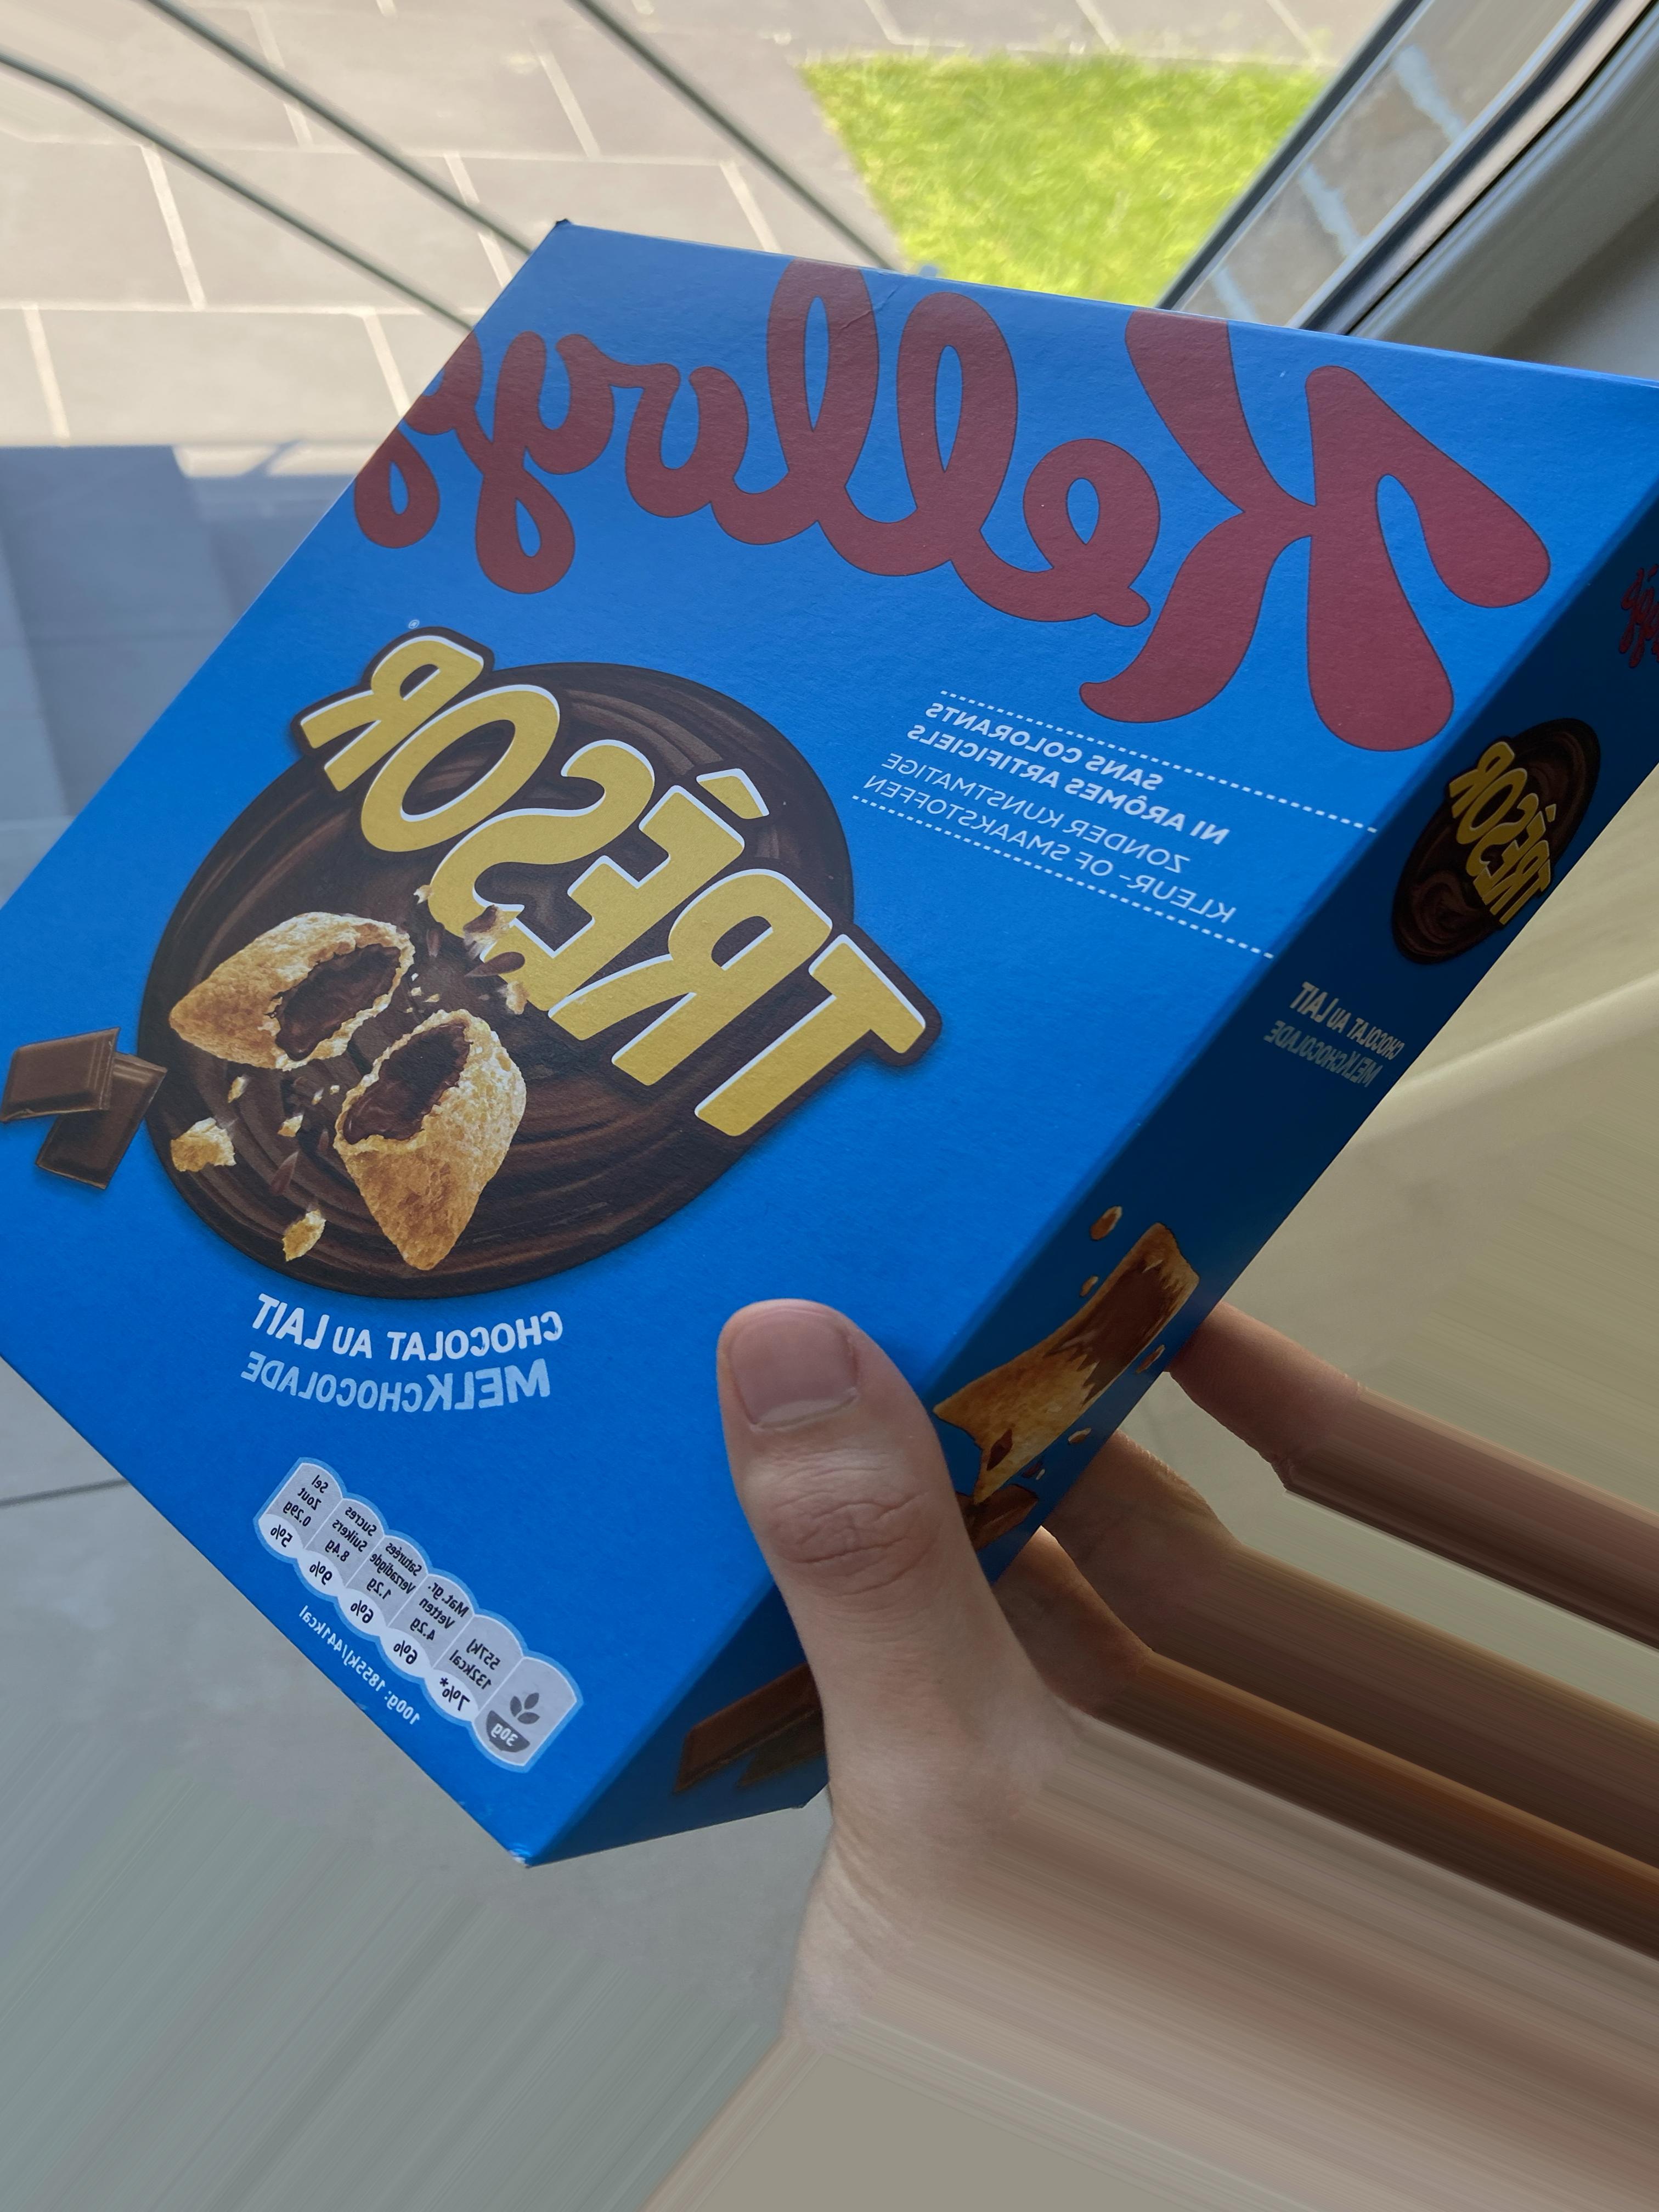 Kellogg
TRÉSOR
®
SANS COLORANTS
NI ARÔMES ARTIFICIELS
ZONDER KUNSTMATIGE
KLEUR- OF SMAAKSTOFFEN
CHOCOLAT AU LAIT
MELKCHOCOLADE
30g
557kJ
132kcal
7%*
Mat. gr.
Vetten
4.2g
6%
Saturées
Verzadigde
1.2g
6%
Sucres
Suikers
8.4g
9%
Sel
Zout
0.29g
5%
100g: 1855kJ/441kcal
TRÉSOR
CHOCOLAT AU LAIT
MELKCHOCOLADE